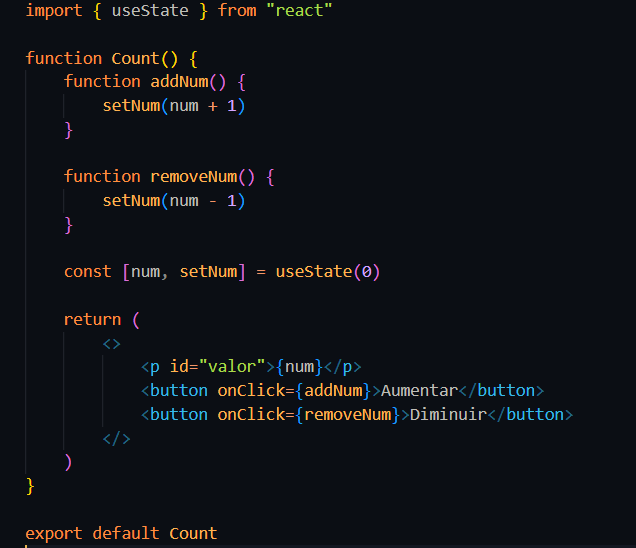 import { useState } from "react"
function Count() {
function addNum() {
setNum(num + 1)
}
function removeNum() {
setNum(num - 1)
}
const [num, setNum] = useState(0)
return (
<>
<p id="valor">{num}</p>
<button onClick={addNum}>Aumentar</button>
<button onClick={removeNum}>Diminuir</button>
</>
)
}
export default Count